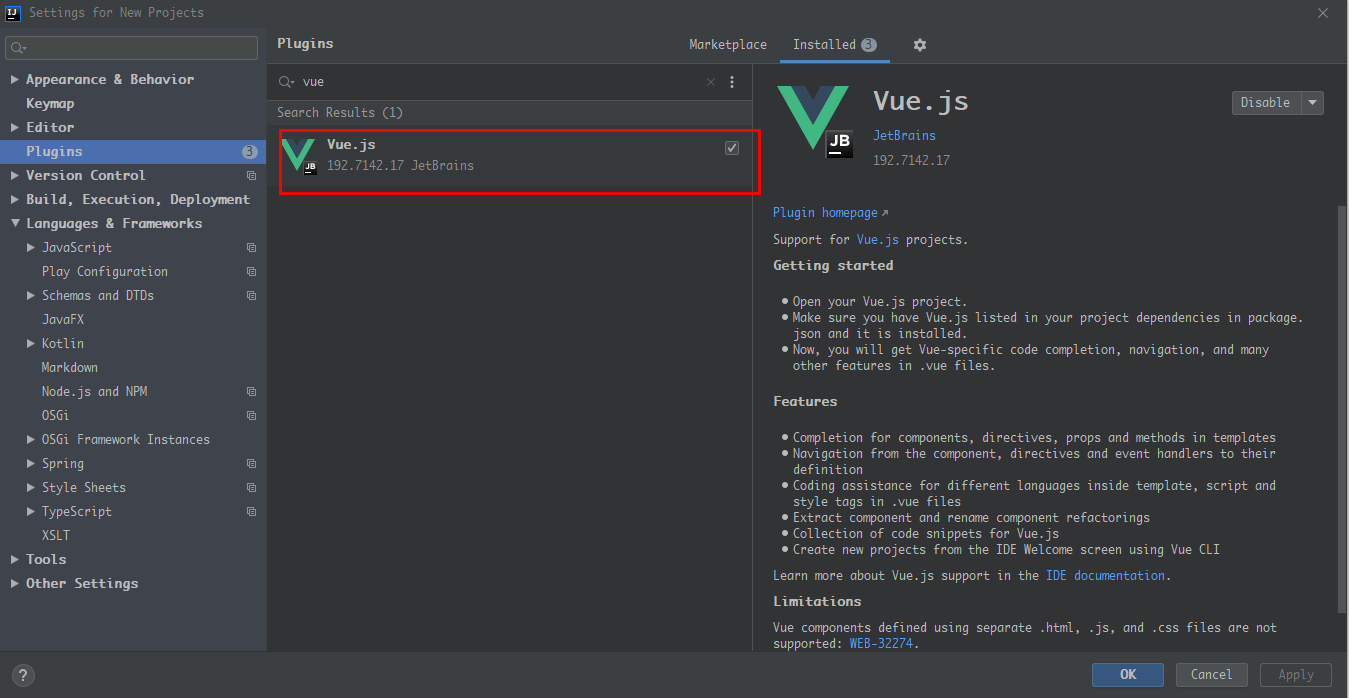 IJ
Settings for New Projects
Appearance & Behavior
Keymap
Editor
Plugins 3
Version Control
Build, Execution, Deployment
Languages & Frameworks
JavaScript
Play Configuration
Schemas and DTDs
JavaFX
Kotlin
Markdown
Node.js and NPM
OSGi
OSGi Framework Instances
Spring
Style Sheets
TypeScript
XSLT
Tools
Other Settings
Plugins
Marketplace
Installed 3
vue
Search Results (1)
Vue.js
192.7142.17 JetBrains
JB
JB
Vue.js
JetBrains
192.7142.17
Disable
Plugin homepage
Support for Vue.js projects.
Getting started
Open your Vue.js project.
Make sure you have Vue.js listed in your project dependencies in package.
json and it is installed.
Now, you will get Vue-specific code completion, navigation, and many
other features in .vue files.
Features
Completion for components, directives, props and methods in templates
Navigation from the component, directives and event handlers to their
definition
Coding assistance for different languages inside template, script and
style tags in .vue files
Extract component and rename component refactorings
Collection of code snippets for Vue.js
Create new projects from the IDE Welcome screen using Vue CLI
Learn more about Vue.js support in the IDE documentation.
Limitations
Vue components defined using separate .html, .js, and .css files are not
supported: WEB-32274.
?
OK
Cancel
Apply